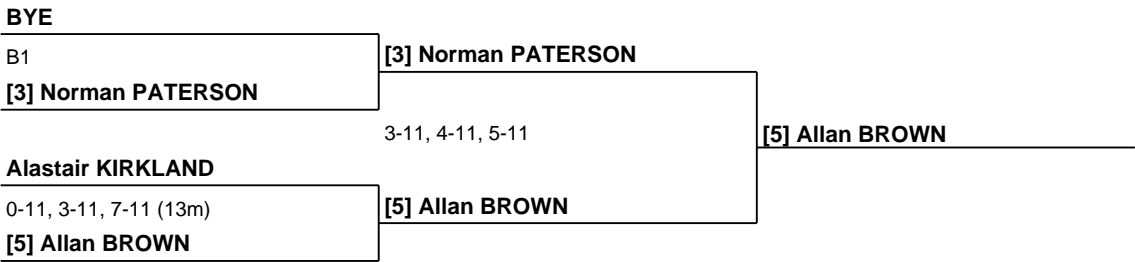 BYE
B1
[3] Norman PATERSON
[3] Norman PATERSON
3-11, 4-11, 5-11
[5] Allan BROWN
Alastair KIRKLAND
0-11, 3-11, 7-11 (13m)
[5] Allan BROWN
[5] Allan BROWN